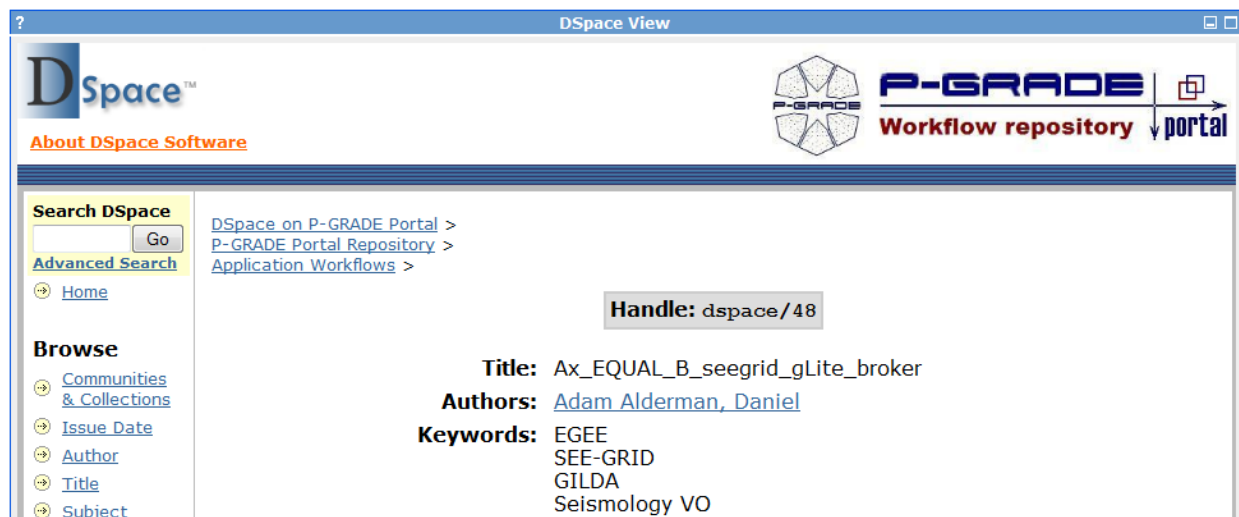 ?
DSpace View
DSpace™
About DSpace Software
P-GRADE
P-GRADE
Workflow repository
portal
Search DSpace
Go
Advanced Search
Home
Browse
Communities
& Collections
Issue Date
Author
Title
Subject
DSpace on P-GRADE Portal >
P-GRADE Portal Repository >
Application Workflows >
Handle: dspace/48
Title: Ax_EQUAL_B_seegrid_gLite_broker
Authors: Adam Alderman, Daniel
Keywords: EGEE
SEE-GRID
GILDA
Seismology VO